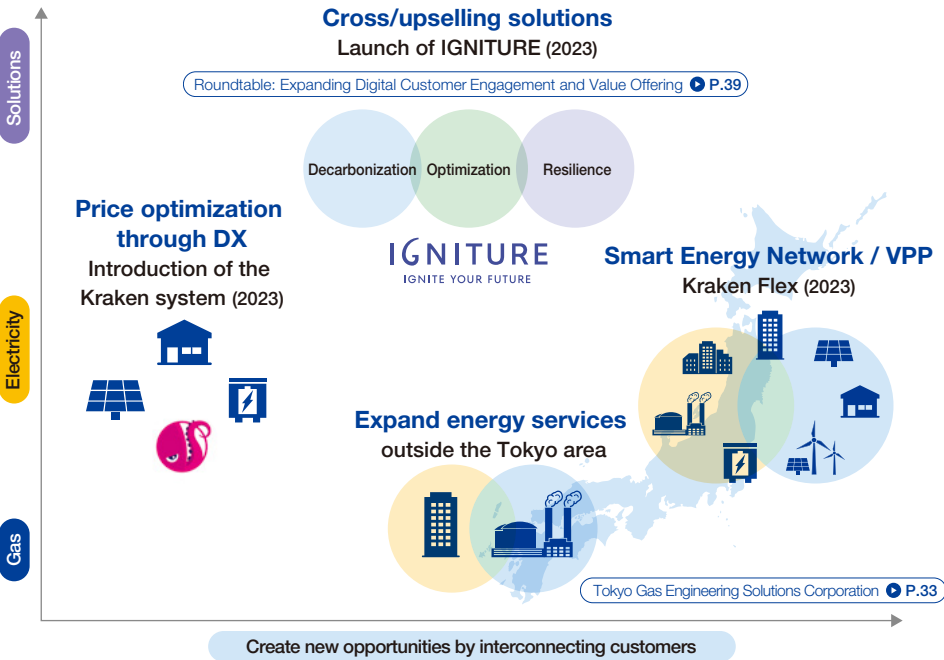 Cross/upselling solutions
Launch of IGNITURE (2023)
Roundtable: Expanding Digital Customer Engagement and Value Offering P.39
Solutions
Decarbonization
Optimization
Resilience
IGNITURE
IGNITE YOUR FUTURE
Price optimization
through DX
Introduction of the
Kraken system (2023)
Smart Energy Network / VPP
Kraken Flex (2023)
Electricity
Expand energy services
outside the Tokyo area
Gas
Tokyo Gas Engineering Solutions Corporation P.33
Create new opportunities by interconnecting customers